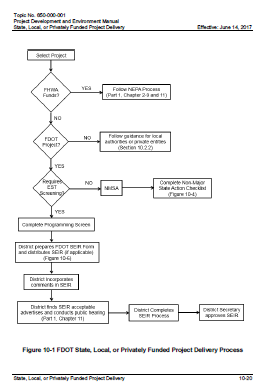 Topic No. 650-000-001
Project Development and Environment Manual
State, Local, or Privately Funded Project Delivery Effective: June 14, 2017
Select Project
FHWA
Funds?
YES
Follow NEPA Process
(Part 1, Chapter 2-9 and 11)
NO
FDOT
Project?
NO
Follow guidance for local
authorities or private entities
(Section 10.2.2)
YES
Requires
EST
Screening?
NO
NMSA
Complete Non-Major
State Action Checklist
(Figure 10-4)
YES
Complete Programming Screen
District prepares FDOT SEIR Form
and distributes SEIR (if applicable)
(Figure 10-6)
District incorporates
comments in SEIR
District finds SEIR acceptable
advertises and conducts public hearing
(Part 1, Chapter 11)
District Completes
SEIR Process
District Secretary
approves SEIR
Figure 10-1 FDOT State, Local, or Privately Funded Project Delivery Process
State, Local, or Privately Funded Project Delivery 10-20